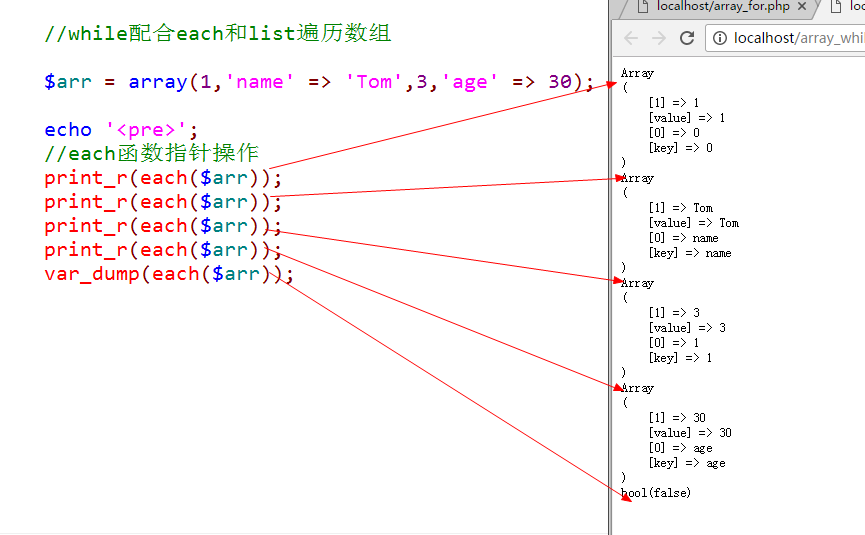 //while配合each和list遍历数组
$arr = array(1,'name' => 'Tom',3,'age' => 30);
echo '<pre>';
//each函数指针操作
print_r(each($arr));
print_r(each($arr));
print_r(each($arr));
print_r(each($arr));
var_dump(each($arr));
localhost/array_for.php
loc
localhost/array_whil
Array
(
[1] => 1
[value] => 1
[0] => 0
[key] => 0
)
Array
(
[1] => Tom
[value] => Tom
[0] => name
[key] => name
)
Array
(
[1] => 3
[value] => 3
[0] => 1
[key] => 1
)
Array
(
[1] => 30
[value] => 30
[0] => age
[key] => age
)
bool(false)